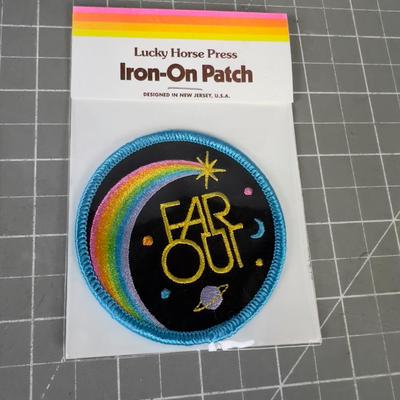 Lucky Horse Press
Iron-On Patch
DESIGNED IN NEW JERSEY, U.S.A.
FAR
OUT